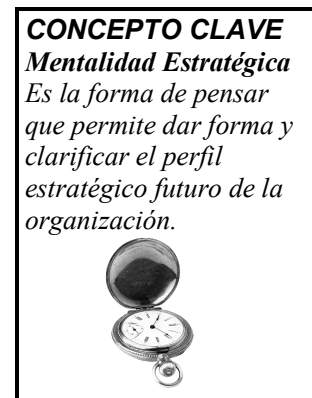 CONCEPTO CLAVE
Mentalidad Estratégica
Es la forma de pensar
que permite dar forma y
clarificar el perfil
estratégico futuro de la
organización.